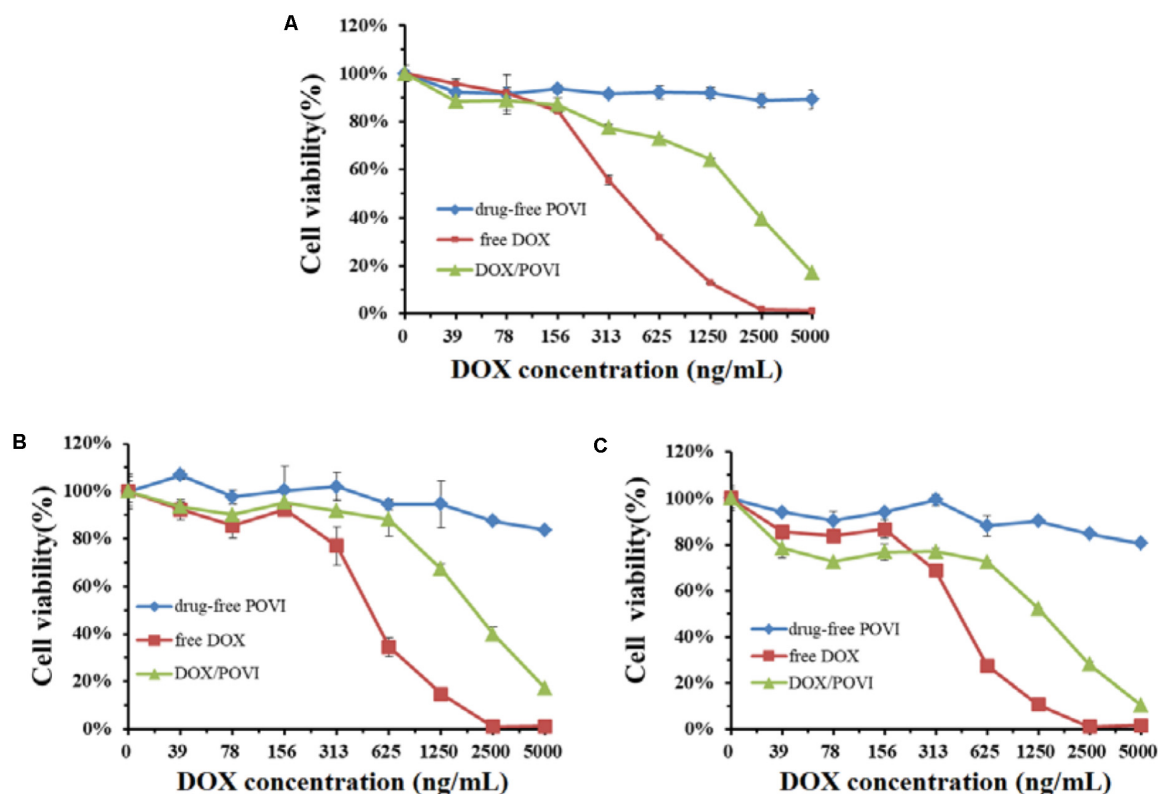 A
120%
100%
80%
60%
40%
20%
0%
Cell viability(%)
drug-free POVI
free DOX
DOX/POVI
0 39 78 156 313 625 1250 2500 5000
DOX concentration (ng/mL)
B
120%
100%
80%
60%
40%
20%
0%
Cell viability(%)
drug-free POVI
free DOX
DOX/POVI
0 39 78 156 313 625 1250 2500 5000
DOX concentration (ng/mL)
C
120%
100%
80%
60%
40%
20%
0%
Cell viability(%)
drug-free POVI
free DOX
DOX/POVI
0 39 78 156 313 625 1250 2500 5000
DOX concentration (ng/mL)